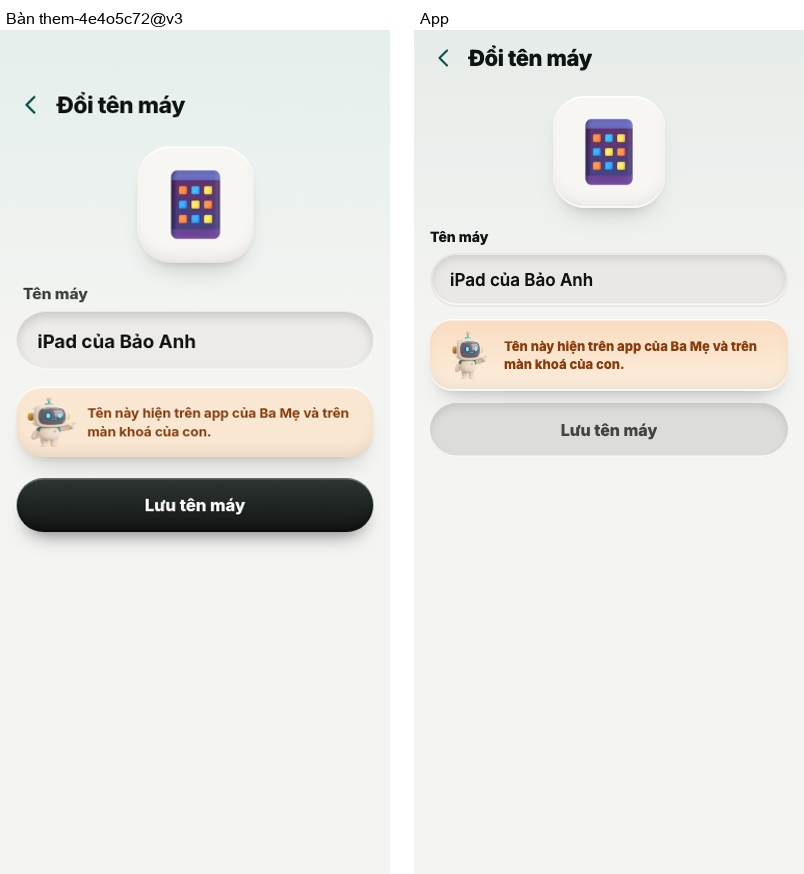 Bản them-4e4o5c72@v3
Đổi tên máy
Tên máy
iPad của Bảo Anh
Tên này hiện trên app của Ba Mẹ và trên
màn khoá của con.
Lưu tên máy
App
Đổi tên máy
Tên máy
iPad của Bảo Anh
Tên này hiện trên app của Ba Mẹ và trên
màn khoá của con.
Lưu tên máy